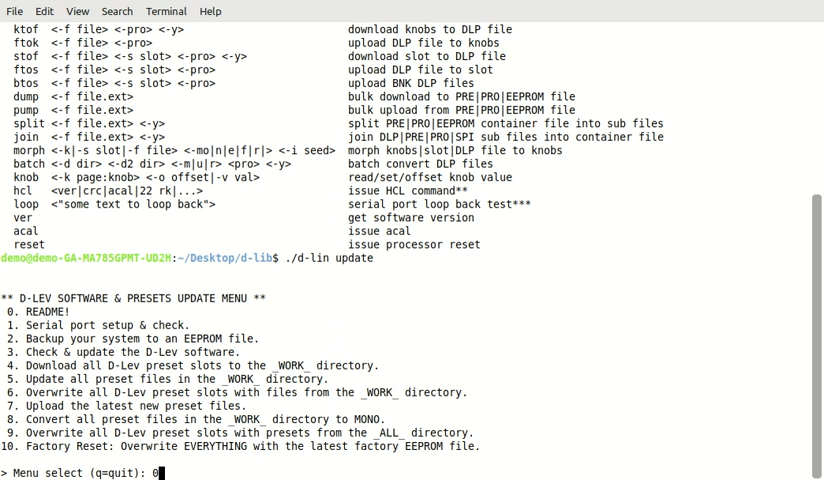 File Edit View Search Terminal Help
ktof <-f file> <-pro> <-y> download knobs to DLP file
ftok <-f file> <-pro> upload DLP file to knobs
stof <-f file> <-s slot> <-pro> <-y> download slot to DLP file
ftos <-f file> <-s slot> <-pro> upload DLP file to slot
btos <-f file> <-s slot> <-pro> upload BNK DLP files
dump <-f file.ext> bulk download to PRE|PRO|EEPROM file
pump <-f file.ext> bulk upload from PRE|PRO|EEPROM file
split <-f file.ext> <-y> split PRE|PRO|EEPROM container file into sub files
join <-f file.ext> <-y> join DLP|PRE|PRO|SPI sub files into container file
morph <-k|-s slot|-f file> <-mo|n|e|f|r|> <-i seed> morph knobs|slot|DLP file to knobs
batch <-d dir> <-d2 dir> <-m|u|r> <pro> <-y> batch convert DLP files
knob <-k page:knob> <-o offset|-v val> read/set/offset knob value
hcl <ver|crc|acal|22 rk|...> issue HCL command**
loop <"some text to loop back"> serial port loop back test***
ver get software version
acal issue acal
reset issue processor reset
demo@demo-GA-MA785GPMT-UD2H:~/Desktop/d-lib$ ./d-lin update
** D-LEV SOFTWARE & PRESETS UPDATE MENU **
0. README!
1. Serial port setup & check.
2. Backup your system to an EEPROM file.
3. Check & update the D-Lev software.
4. Download all D-Lev preset slots to the _WORK_ directory.
5. Update all preset files in the _WORK_ directory.
6. Overwrite all D-Lev preset slots with files from the _WORK_ directory.
7. Upload the latest new preset files.
8. Convert all preset files in the _WORK_ directory to MONO.
9. Overwrite all D-Lev preset slots with presets from the _ALL_ directory.
10. Factory Reset: Overwrite EVERYTHING with the latest factory EEPROM file.
> Menu select (q=quit): 0